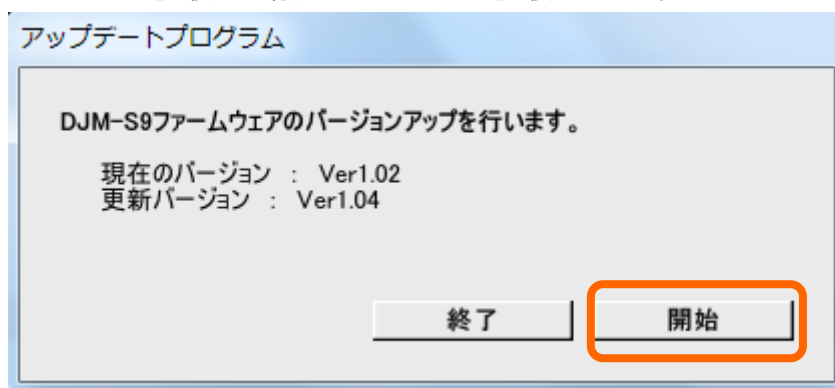 アップデートプログラム
DJM-S9ファームウェアのバージョンアップを行います。
現在のバージョン : Ver1.02
更新バージョン : Ver1.04
終了 開始